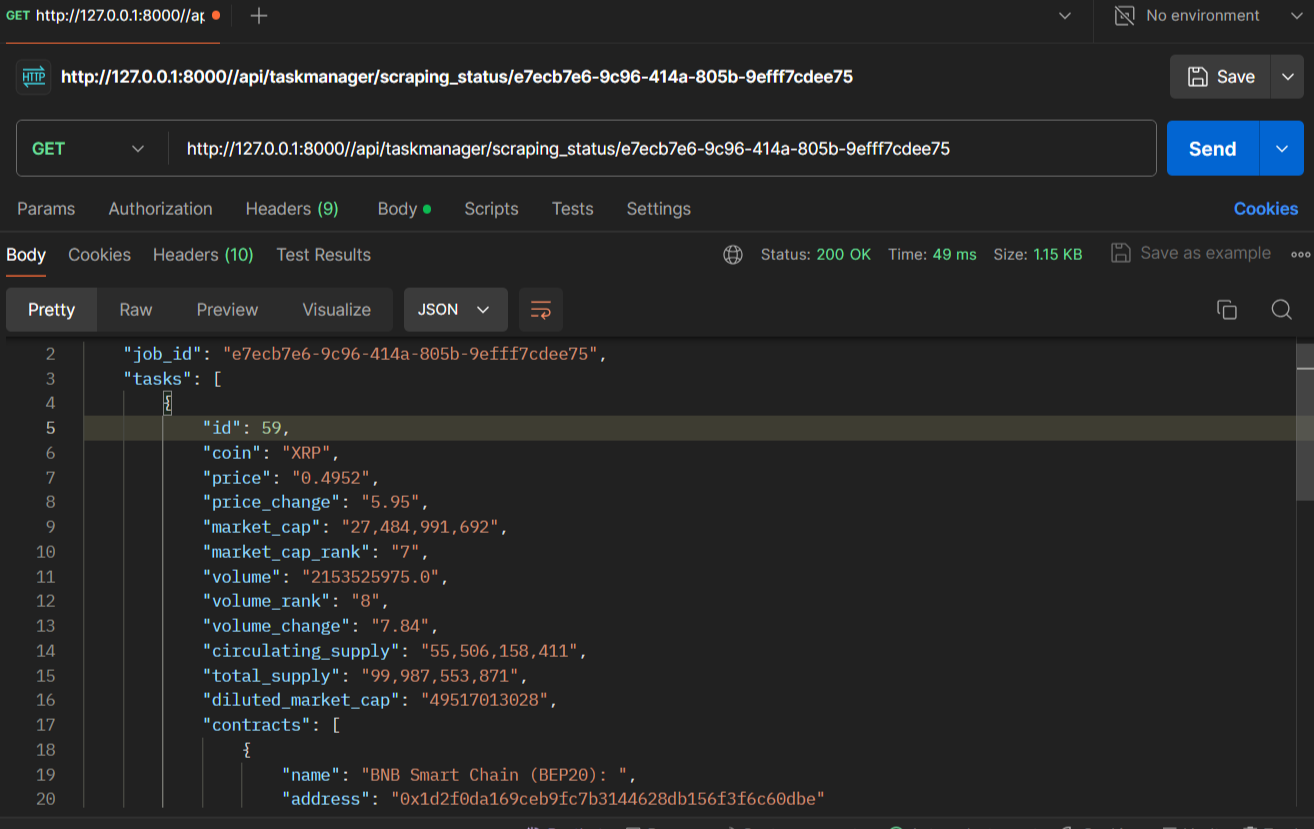 GET http://127.0.0.1:8000//ap
No environment
HTTP http://127.0.0.1:8000//api/taskmanager/scraping_status/e7ecb7e6-9c96-414a-805b-9efff7cdee75
Save
GET http://127.0.0.1:8000//api/taskmanager/scraping_status/e7ecb7e6-9c96-414a-805b-9efff7cdee75
Send
Params Authorization Headers (9) Body Scripts Tests Settings Cookies
Body Cookies Headers (10) Test Results Status: 200 OK Time: 49 ms Size: 1.15 KB Save as example
Pretty Raw Preview Visualize JSON
2 "job_id": "e7ecb7e6-9c96-414a-805b-9efff7cdee75",
3 "tasks": [
4 {
5 "id": 59,
6 "coin": "XRP",
7 "price": "0.4952",
8 "price_change": "5.95",
9 "market_cap": "27,484,991,692",
10 "market_cap_rank": "7",
11 "volume": "2153525975.0",
12 "volume_rank": "8",
13 "volume_change": "7.84",
14 "circulating_supply": "55,506,158,411",
15 "total_supply": "99,987,553,871",
16 "diluted_market_cap": "49517013028",
17 "contracts": [
18 {
19 "name": "BNB Smart Chain (BEP20): ",
20 "address": "0x1d2f0da169ceb9fc7b3144628db156f3f6c60dbe"